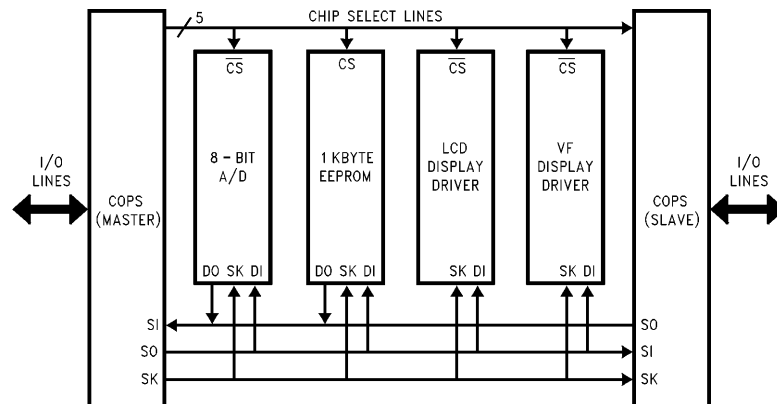 5
CHIP SELECT LINES
CS
CS
CS
CS
8 - BIT
A/D
1 KBYTE
EEPROM
LCD
DISPLAY
DRIVER
VF
DISPLAY
DRIVER
I/O
LINES
COPS
(MASTER)
COPS
(SLAVE)
I/O
LINES
DO SK DI
DO SK DI
SK DI
SK DI
SI
SO
SO
SI
SK
SK